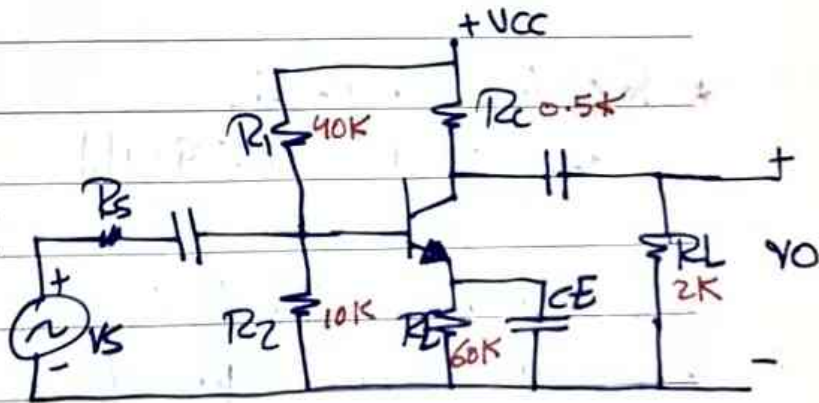 +VCC
R1 40K
RC 0.5K
RS
+
+
VS
-
R2 10K
RE 60K
CE
RL 2K
VO
-